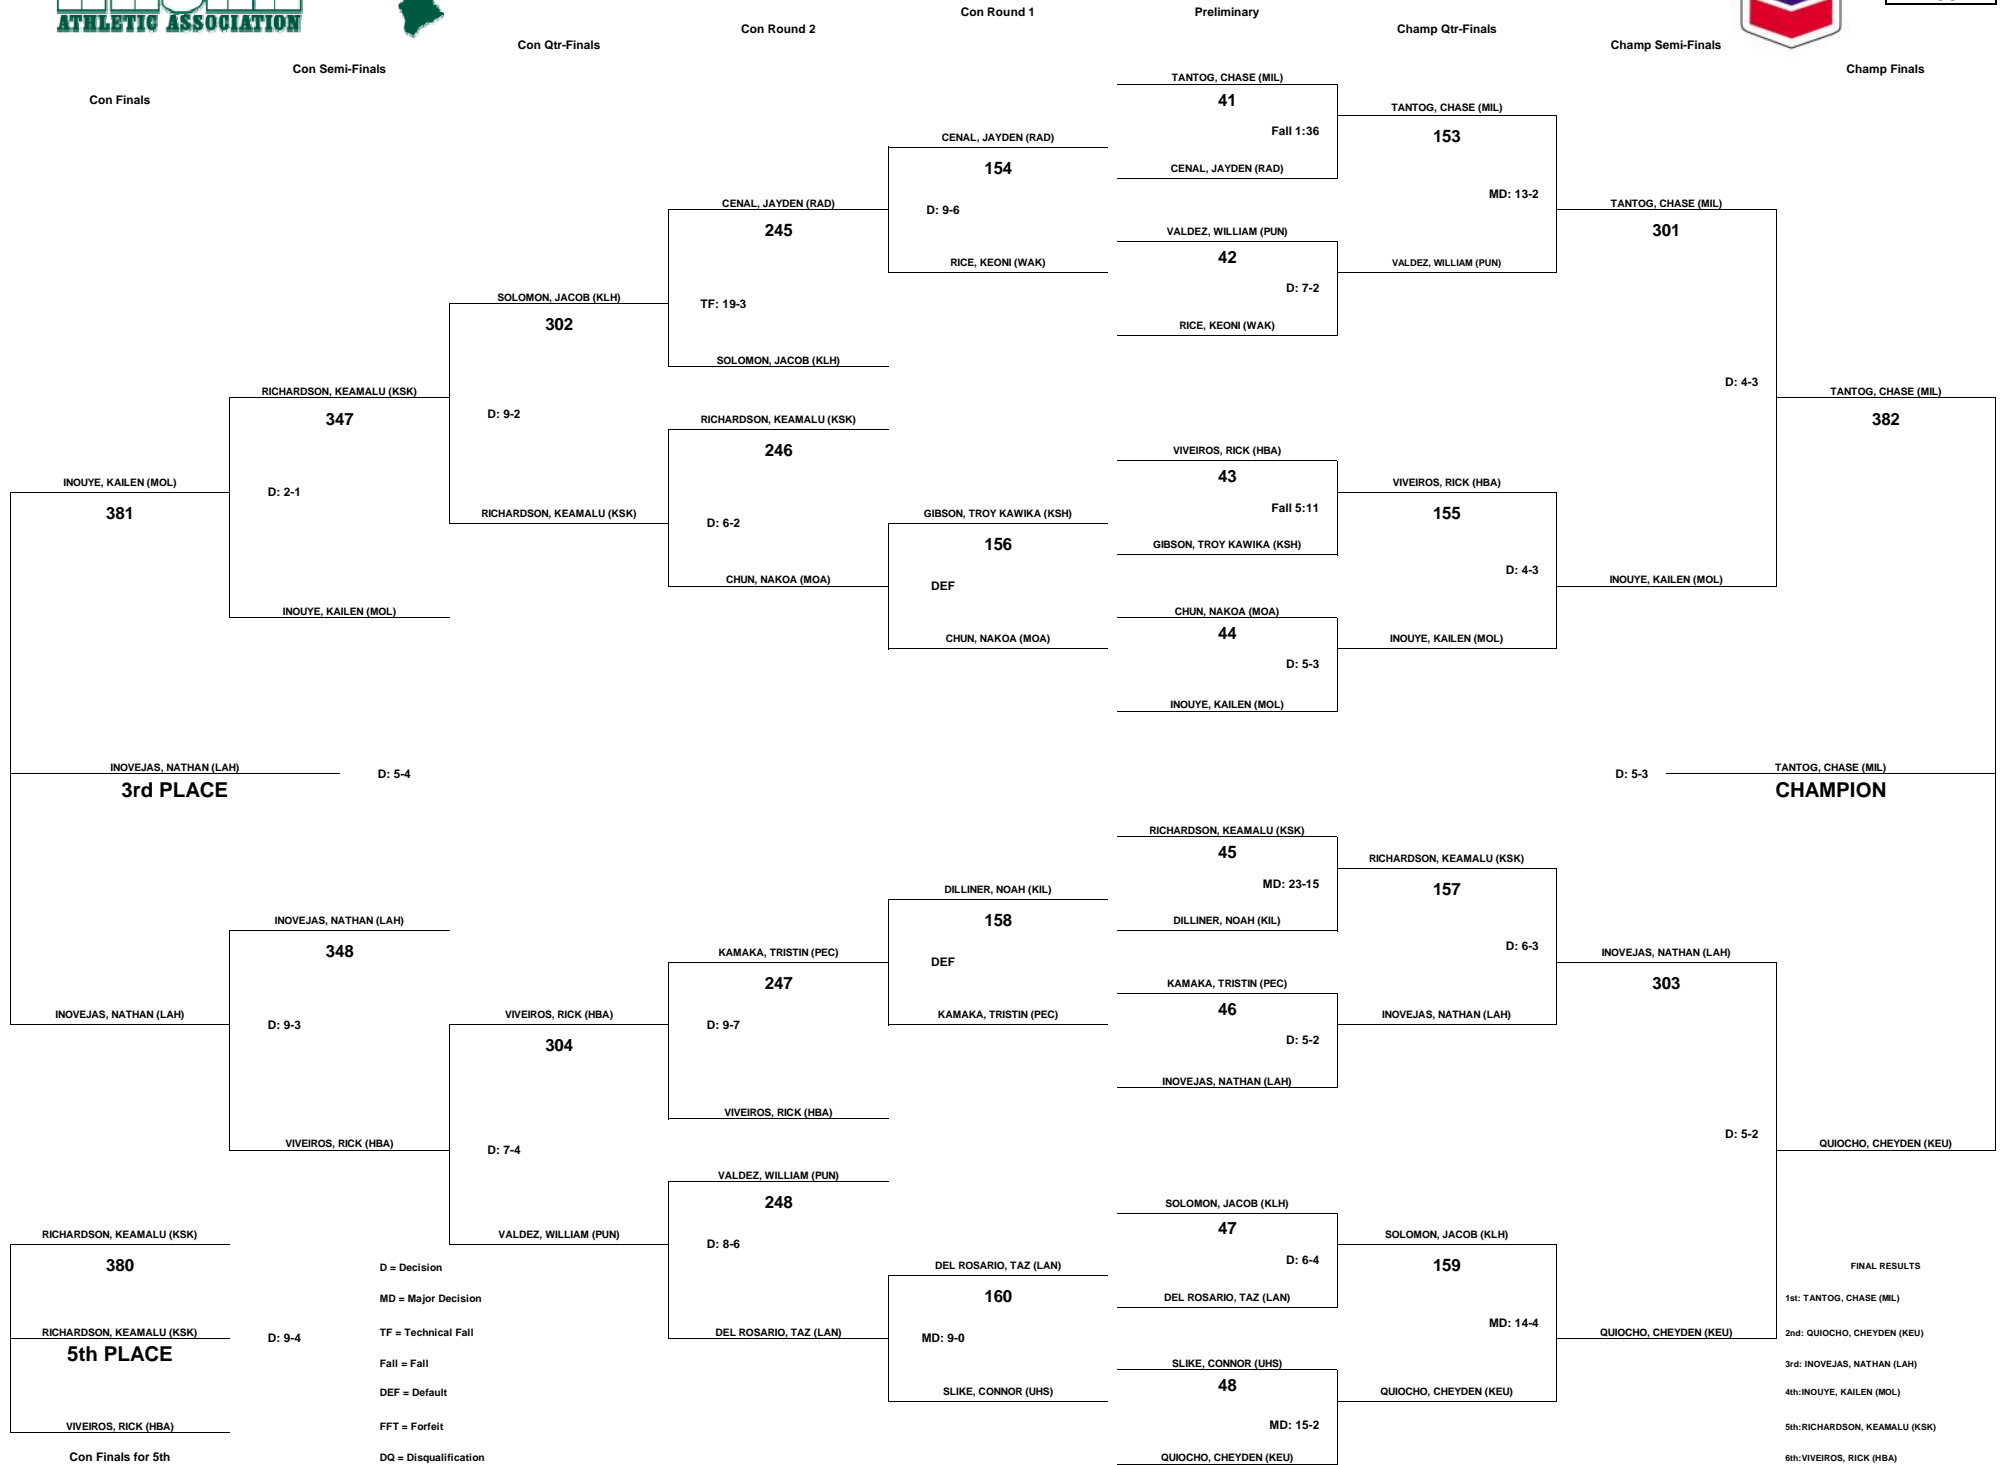 ATHLETIC ASSOCIATION
Con Finals
Con Semi-Finals
Con Qtr-Finals
Con Round 2
Con Round 1
Preliminary
Champ Qtr-Finals
Champ Semi-Finals
Champ Finals
TANTOG, CHASE (MIL)
41
Fall 1:36
CENAL, JAYDEN (RAD)
VALDEZ, WILLIAM (PUN)
42
D: 7-2
RICE, KEONI (WAK)
VIVEIROS, RICK (HBA)
43
Fall 5:11
GIBSON, TROY KAWIKA (KSH)
CHUN, NAKOA (MOA)
44
D: 5-3
INOUYE, KAILEN (MOL)
RICHARDSON, KEAMALU (KSK)
45
MD: 23-15
DILLINER, NOAH (KIL)
KAMAKA, TRISTIN (PEC)
46
D: 5-2
INOVEJAS, NATHAN (LAH)
SOLOMON, JACOB (KLH)
47
D: 6-4
DEL ROSARIO, TAZ (LAN)
SLIKE, CONNOR (UHS)
48
MD: 15-2
QUIOCHO, CHEYDEN (KEU)
TANTOG, CHASE (MIL)
153
MD: 13-2
VALDEZ, WILLIAM (PUN)
VIVEIROS, RICK (HBA)
155
D: 4-3
INOUYE, KAILEN (MOL)
RICHARDSON, KEAMALU (KSK)
157
D: 6-3
INOVEJAS, NATHAN (LAH)
SOLOMON, JACOB (KLH)
159
MD: 14-4
QUIOCHO, CHEYDEN (KEU)
TANTOG, CHASE (MIL)
301
D: 4-3
INOUYE, KAILEN (MOL)
INOVEJAS, NATHAN (LAH)
303
D: 5-2
QUIOCHO, CHEYDEN (KEU)
TANTOG, CHASE (MIL)
382
D: 5-3
TANTOG, CHASE (MIL)
CHAMPION
QUIOCHO, CHEYDEN (KEU)
CENAL, JAYDEN (RAD)
154
D: 9-6
RICE, KEONI (WAK)
GIBSON, TROY KAWIKA (KSH)
156
DEF
CHUN, NAKOA (MOA)
DILLINER, NOAH (KIL)
158
DEF
KAMAKA, TRISTIN (PEC)
DEL ROSARIO, TAZ (LAN)
160
MD: 9-0
SLIKE, CONNOR (UHS)
CENAL, JAYDEN (RAD)
245
TF: 19-3
SOLOMON, JACOB (KLH)
RICHARDSON, KEAMALU (KSK)
246
D: 6-2
CHUN, NAKOA (MOA)
KAMAKA, TRISTIN (PEC)
247
D: 9-7
VIVEIROS, RICK (HBA)
VALDEZ, WILLIAM (PUN)
248
D: 8-6
DEL ROSARIO, TAZ (LAN)
SOLOMON, JACOB (KLH)
302
D: 9-2
RICHARDSON, KEAMALU (KSK)
VIVEIROS, RICK (HBA)
304
D: 7-4
VALDEZ, WILLIAM (PUN)
RICHARDSON, KEAMALU (KSK)
347
D: 2-1
INOUYE, KAILEN (MOL)
INOVEJAS, NATHAN (LAH)
348
D: 9-3
VIVEIROS, RICK (HBA)
INOUYE, KAILEN (MOL)
381
INOVEJAS, NATHAN (LAH)
D: 5-4
3rd PLACE
INOVEJAS, NATHAN (LAH)
RICHARDSON, KEAMALU (KSK)
380
RICHARDSON, KEAMALU (KSK)
D: 9-4
5th PLACE
VIVEIROS, RICK (HBA)
Con Finals for 5th
D = Decision
MD = Major Decision
TF = Technical Fall
Fall = Fall
DEF = Default
FFT = Forfeit
DQ = Disqualification
FINAL RESULTS
1st: TANTOG, CHASE (MIL)
2nd: QUIOCHO, CHEYDEN (KEU)
3rd: INOVEJAS, NATHAN (LAH)
4th:INOUYE, KAILEN (MOL)
5th:RICHARDSON, KEAMALU (KSK)
6th:VIVEIROS, RICK (HBA)